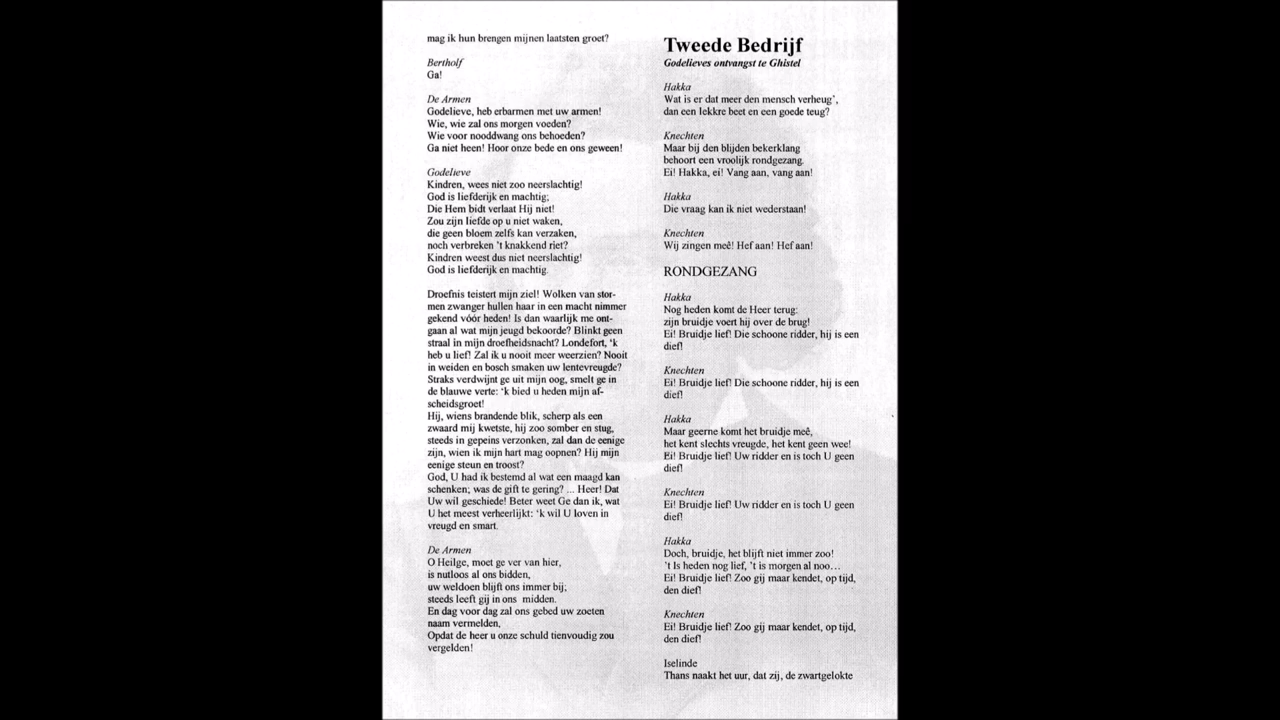 mag ik hun brengen mijnen laatsten groet?
Bertholf
Ga!
De Armen
Godelieve, heb erbarmen met uw armen!
Wie, wie zal ons morgen voeden?
Wie voor nooddwang ons behoeden?
Ga niet heen! Hoor onze bede en ons geween!
Godelieve
Kindren, wees niet zoo neerslachtig!
God is liefderijk en machtig;
Die Hem bidt verlaat Hij niet!
Zou zijn liefde op u niet waken,
die geen bloem zelfs kan verzaken,
noch verbreken 't knakkend riet?
Kindren weest dus niet neerslachtig!
God is liefderijk en machtig.
Droefnis teistert mijn ziel! Wolken van stor-
men zwanger hullen haar in een macht nimmer
gekend vóór heden! Is dan waarlijk me ont-
gaan al wat mijn jeugd bekoorde? Blinkt geen
straal in mijn droefheidsnacht? Londefort, 'k
heb u lief! Zal ik u nooit meer weerzien? Nooit
in weiden en bosch smaken uw lentevreugde?
Straks verdwijnt ge uit mijn oog, smelt ge in
de blauwe verte: 'k bied u heden mijn af-
scheidsgroet!
Hij, wiens brandende blik, scherp als een
zwaard mij kwetste, hij zoo somber en stug,
steeds in gepeins verzonken, zal dan de eenige
zijn, wien ik mijn hart mag oopnen? Hij mijn
eenige steun en troost?
God, U had ik bestemd al wat een maagd kan
schenken; was de gift te gering? ... Heer! Dat
Uw wil geschiede! Beter weet Ge dan ik, wat
U het meest verheerlijkt: 'k wil U loven in
vreugd en smart.
De Armen
O Heilge, moet ge ver van hier,
is nutloos al ons bidden,
uw weldoen blijft ons immer bij;
steeds leeft gij in ons midden.
En dag voor dag zal ons gebed uw zoeten
naam vermelden,
Opdat de heer u onze schuld tienvoudig zou
vergelden!
Tweede Bedrijf
Godelieves ontvangst te Ghistel
Hakka
Wat is er dat meer den mensch verheug',
dan een lekkre beet en een goede teug?
Knechten
Maar bij den blijden bekerklang
behoort een vroolijk rondgezang.
Ei! Hakka, ei! Vang aan, vang aan!
Hakka
Die vraag kan ik niet wederstaan!
Knechten
Wij zingen meê! Hef aan! Hef aan!
RONDGEZANG
Hakka
Nog heden komt de Heer terug:
zijn bruidje voert hij over de brug!
Ei! Bruidje lief! Die schoone ridder, hij is een
dief!
Knechten
Ei! Bruidje lief! Die schoone ridder, hij is een
dief!
Hakka
Maar geerne komt het bruidje meê,
het kent slechts vreugde, het kent geen wee!
Ei! Bruidje lief! Uw ridder en is toch U geen
dief!
Knechten
Ei! Bruidje lief! Uw ridder en is toch U geen
dief!
Hakka
Doch, bruidje, het blijft niet immer zoo!
't Is heden nog lief, 't is morgen al noo…
Ei! Bruidje lief! Zoo gij maar kendet, op tijd,
den dief!
Knechten
Ei! Bruidje lief! Zoo gij maar kendet, op tijd,
den dief!
Iselinde
Thans naakt het uur, dat zij, de zwartgelokte